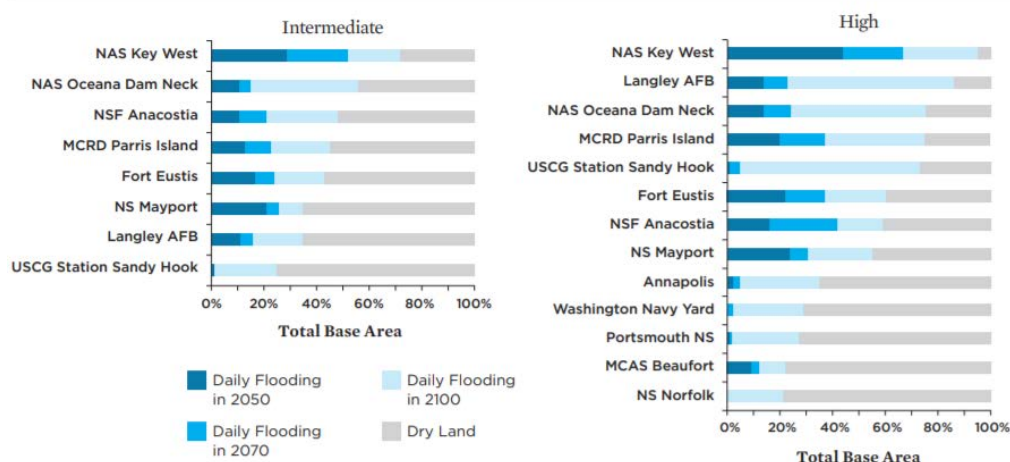 Intermediate
NAS Key West
NAS Oceana Dam Neck
NSF Anacostia
MCRD Parris Island
Fort Eustis
NS Mayport
Langley AFB
USCG Station Sandy Hook
0% 20% 40% 60% 80% 100%
Total Base Area
Daily Flooding
in 2050
Daily Flooding
in 2070
Daily Flooding
in 2100
Dry Land
High
NAS Key West
Langley AFB
NAS Oceana Dam Neck
MCRD Parris Island
USCG Station Sandy Hook
Fort Eustis
NSF Anacostia
NS Mayport
Annapolis
Washington Navy Yard
Portsmouth NS
MCAS Beaufort
NS Norfolk
0% 20% 40% 60% 80% 100%
Total Base Area